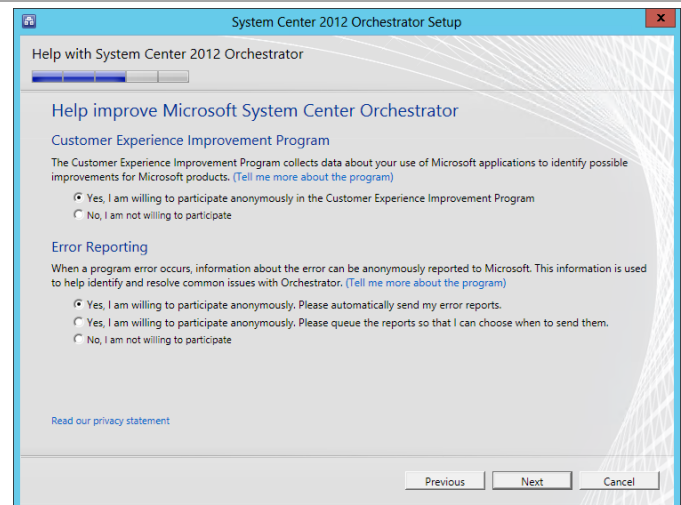 System Center 2012 Orchestrator Setup
x
Help with System Center 2012 Orchestrator
Help improve Microsoft System Center Orchestrator
Customer Experience Improvement Program
The Customer Experience Improvement Program collects data about your use of Microsoft applications to identify possible
improvements for Microsoft products. (Tell me more about the program)
Yes, I am willing to participate anonymously in the Customer Experience Improvement Program
No, I am not willing to participate
Error Reporting
When a program error occurs, information about the error can be anonymously reported to Microsoft. This information is used
to help identify and resolve common issues with Orchestrator. (Tell me more about the program)
Yes, I am willing to participate anonymously. Please automatically send my error reports.
Yes, I am willing to participate anonymously. Please queue the reports so that I can choose when to send them.
No, I am not willing to participate
Read our privacy statement
Previous Next Cancel